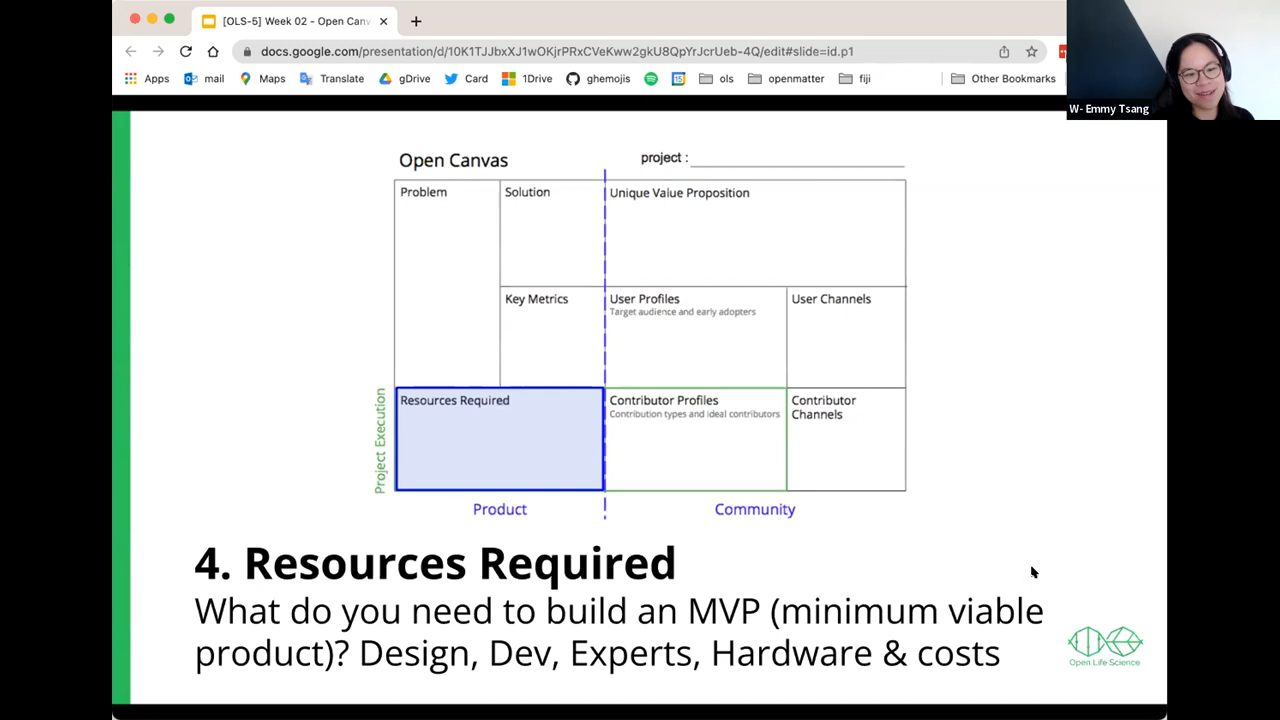 [OLS-5] Week 02 - Open Canv
docs.google.com/presentation/d/10K1TJJbxXJ1wOKjrPRxCVeKww2gkU8QpYrJcrUeb-4Q/edit#slide=id.p1
Apps mail Maps Translate gDrive Card 1Drive ghemojis ols openmatter fiji Other Bookmarks
W- Emmy Tsang
Open Canvas
project :
Problem
Solution
Unique Value Proposition
Key Metrics
User Profiles
Target audience and early adopters
User Channels
Project Execution
Resources Required
Contributor Profiles
Contribution types and ideal contributors
Contributor
Channels
Product
Community
4. Resources Required
What do you need to build an MVP (minimum viable
product)? Design, Dev, Experts, Hardware & costs
Open Life Science